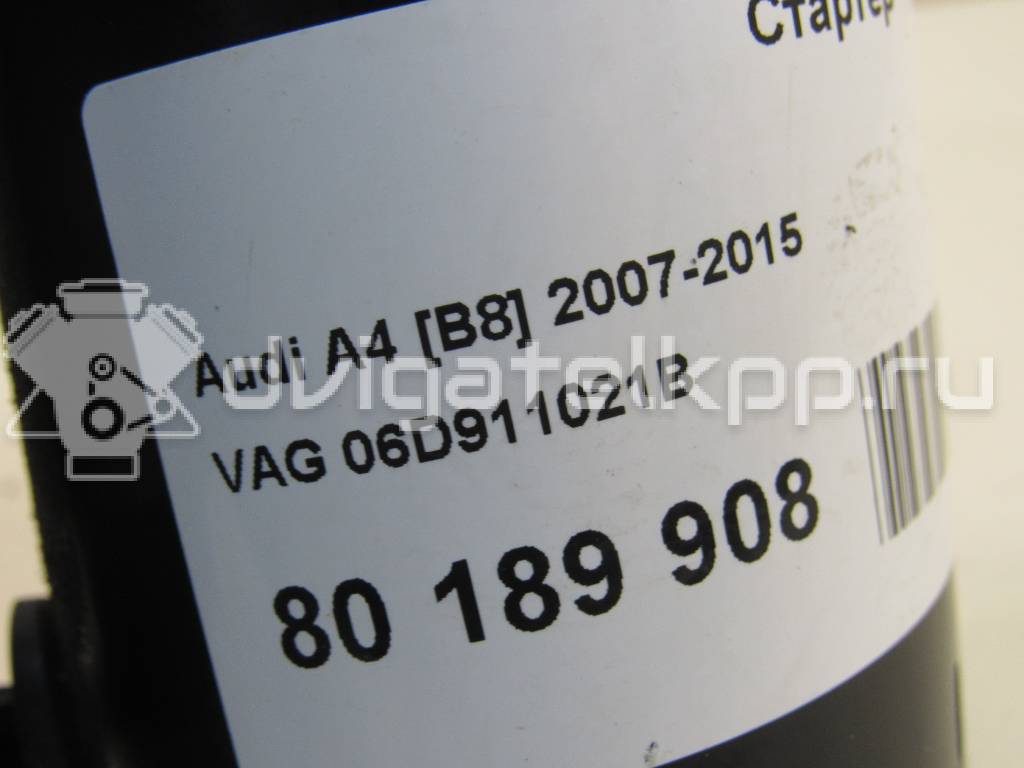 Стартер
Audi A4 [B8] 2007-2015
VAG 06D911021B
80 189 908
dvigatelkpp.ru